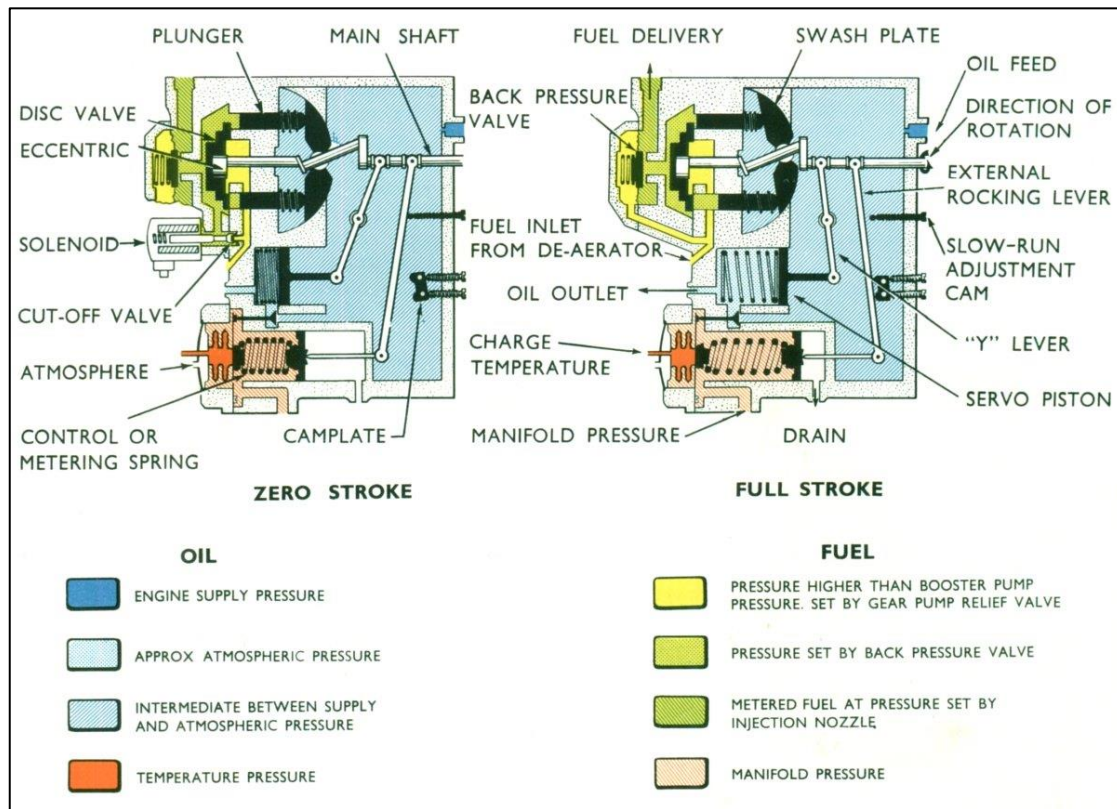 PLUNGER
MAIN SHAFT
FUEL DELIVERY
SWASH PLATE
OIL FEED
DISC VALVE
BACK PRESSURE
VALVE
DIRECTION OF
ROTATION
ECCENTRIC
EXTERNAL
ROCKING LEVER
SOLENOID
FUEL INLET
FROM DE-AERATOR
SLOW-RUN
ADJUSTMENT
CAM
CUT-OFF VALVE
OIL OUTLET
ATMOSPHERE
CHARGE
TEMPERATURE
"Y" LEVER
SERVO PISTON
CONTROL OR
METERING SPRING
CAMPLATE
MANIFOLD PRESSURE
DRAIN
ZERO STROKE
FULL STROKE
OIL
ENGINE SUPPLY PRESSURE
APPROX ATMOSPHERIC PRESSURE
INTERMEDIATE BETWEEN SUPPLY
AND ATMOSPHERIC PRESSURE
TEMPERATURE PRESSURE
FUEL
PRESSURE HIGHER THAN BOOSTER PUMP
PRESSURE. SET BY GEAR PUMP RELIEF VALVE
PRESSURE SET BY BACK PRESSURE VALVE
METERED FUEL AT PRESSURE SET BY
INJECTION NOZZLE
MANIFOLD PRESSURE